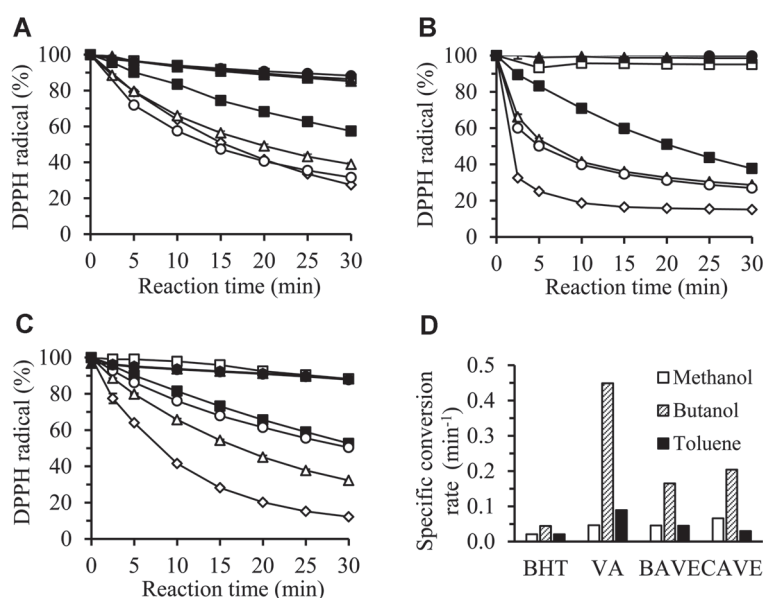 A
DPPH radical (%)
100
80
60
40
20
0
0 5 10 15 20 25 30
Reaction time (min)
B
DPPH radical (%)
100
80
60
40
20
0
0 5 10 15 20 25 30
Reaction time (min)
C
DPPH radical (%)
100
80
60
40
20
0
0 5 10 15 20 25 30
Reaction time (min)
D
Specific conversion
rate (min-1)
0.5
0.4
0.3
0.2
0.1
0.0
Methanol
Butanol
Toluene
BHT VA BAVE CAVE